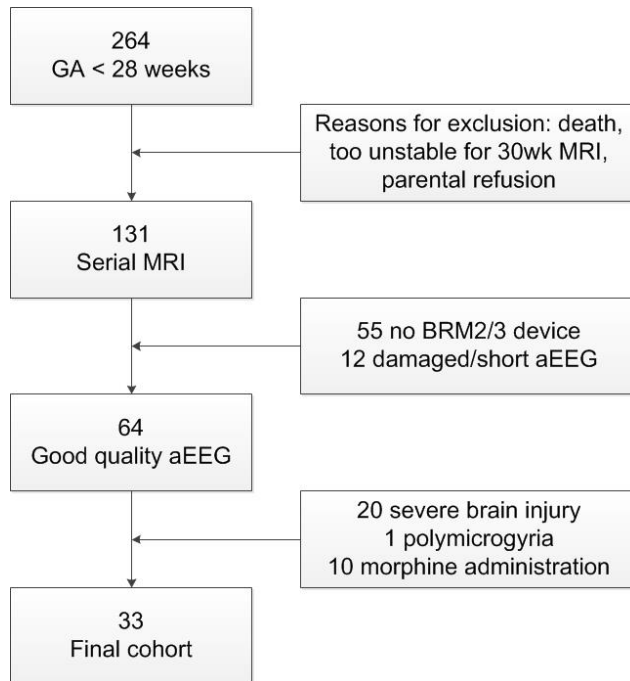 264
GA < 28 weeks
Reasons for exclusion: death,
too unstable for 30wk MRI,
parental refusion
131
Serial MRI
55 no BRM2/3 device
12 damaged/short aEEG
64
Good quality aEEG
20 severe brain injury
1 polymicrogyria
10 morphine administration
33
Final cohort